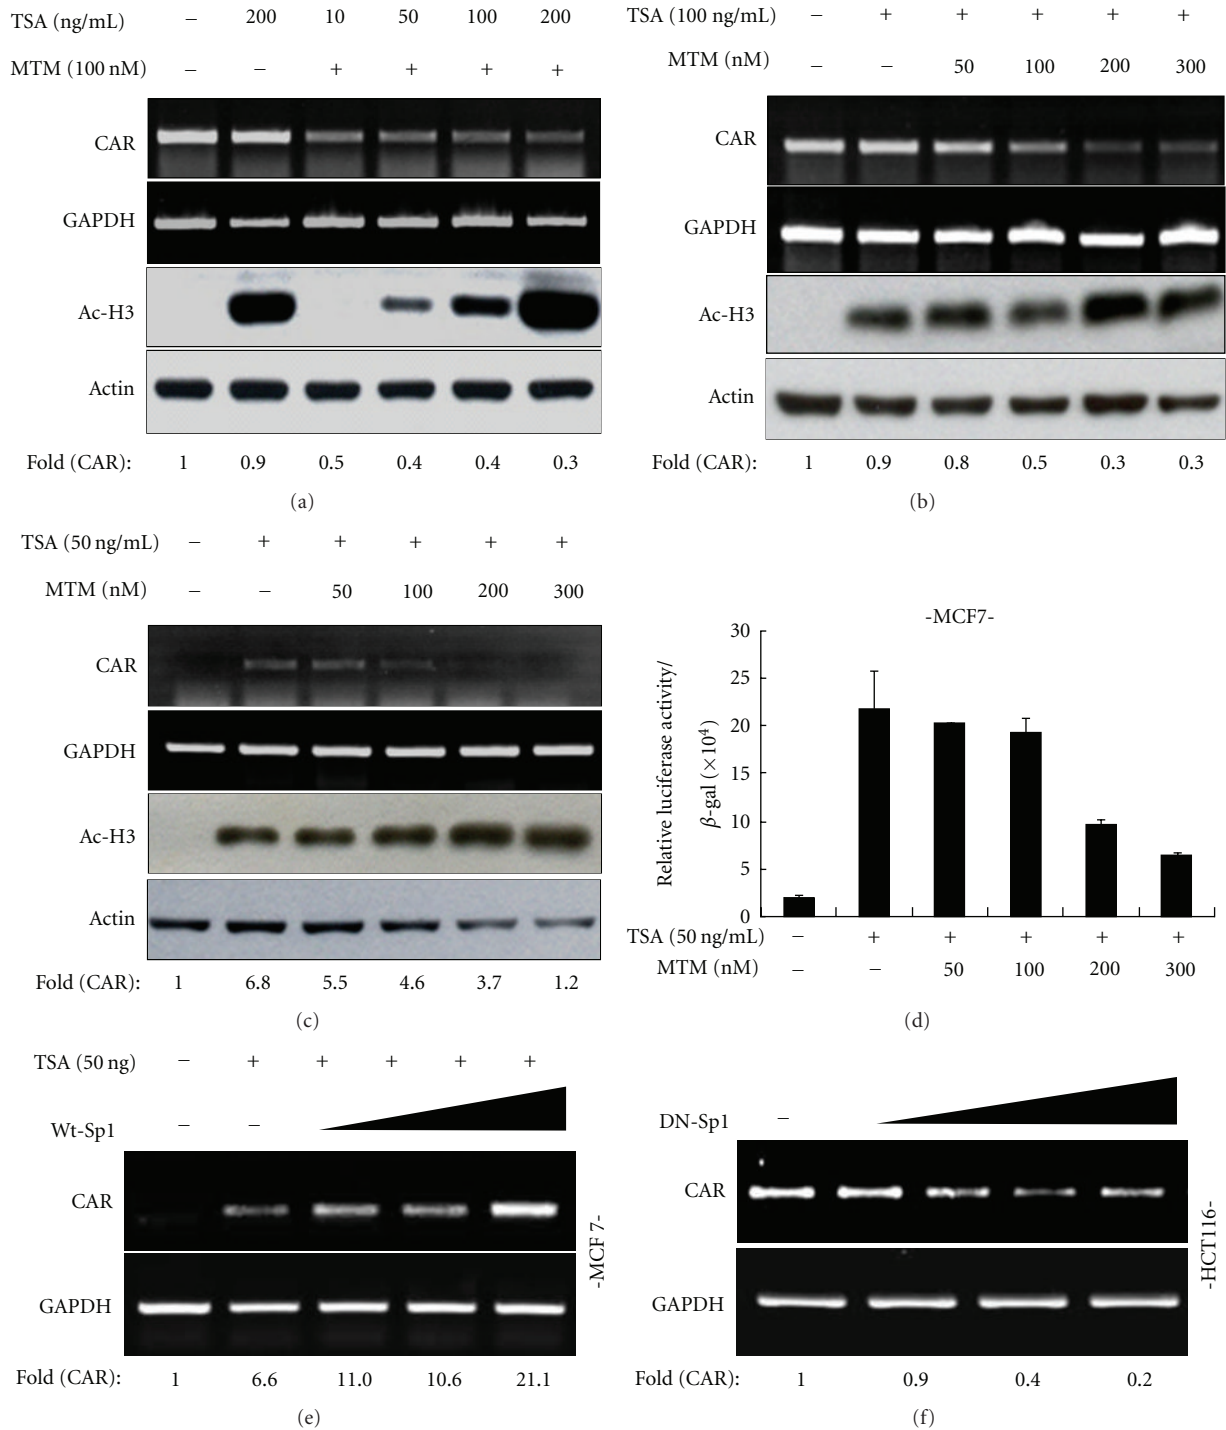 TSA (ng/mL) – 200 10 50 100 200
MTM (100 nM) – – + + + +
CAR
GAPDH
Ac-H3
Actin
Fold (CAR): 1 0.9 0.5 0.4 0.4 0.3
(a)
TSA (100 ng/mL) – + + + + +
MTM (nM) – – 50 100 200 300
CAR
GAPDH
Ac-H3
Actin
Fold (CAR): 1 0.9 0.8 0.5 0.3 0.3
(b)
TSA (50 ng/mL) – + + + + +
MTM (nM) – – 50 100 200 300
CAR
GAPDH
Ac-H3
Actin
Fold (CAR): 1 6.8 5.5 4.6 3.7 1.2
(c)
-MCF7-
Relative luciferase activity/
β-gal (×10⁴)
30
25
20
15
10
5
0
TSA (50 ng/mL) – + + + + +
MTM (nM) – – 50 100 200 300
(d)
TSA (50 ng) – + + + + +
Wt-Sp1 – –
CAR
GAPDH
-MCF 7-
Fold (CAR): 1 6.6 11.0 10.6 21.1
(e)
DN-Sp1 –
CAR
GAPDH
-HCT116-
Fold (CAR): 1 0.9 0.4 0.2
(f)